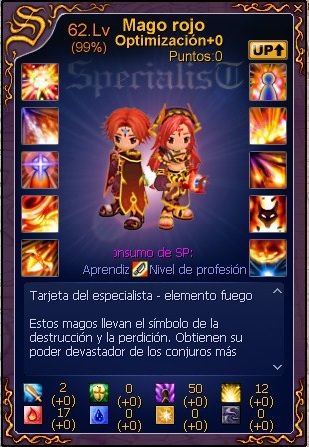 62.Lv
(99%)
Mago rojo
Optimización+0
Puntos:0
UP
SpecialisT
onsumo de SP:
Aprendiz Nivel de profesión
Tarjeta del especialista - elemento fuego
Estos magos llevan el símbolo de la
destrucción y la perdición. Obtienen su
poder devastador de los conjuros más
2 0 50 12
(+0) (+0) (+0) (+0)
17 0 0 0
(+0) (+0) (+0) (+0)